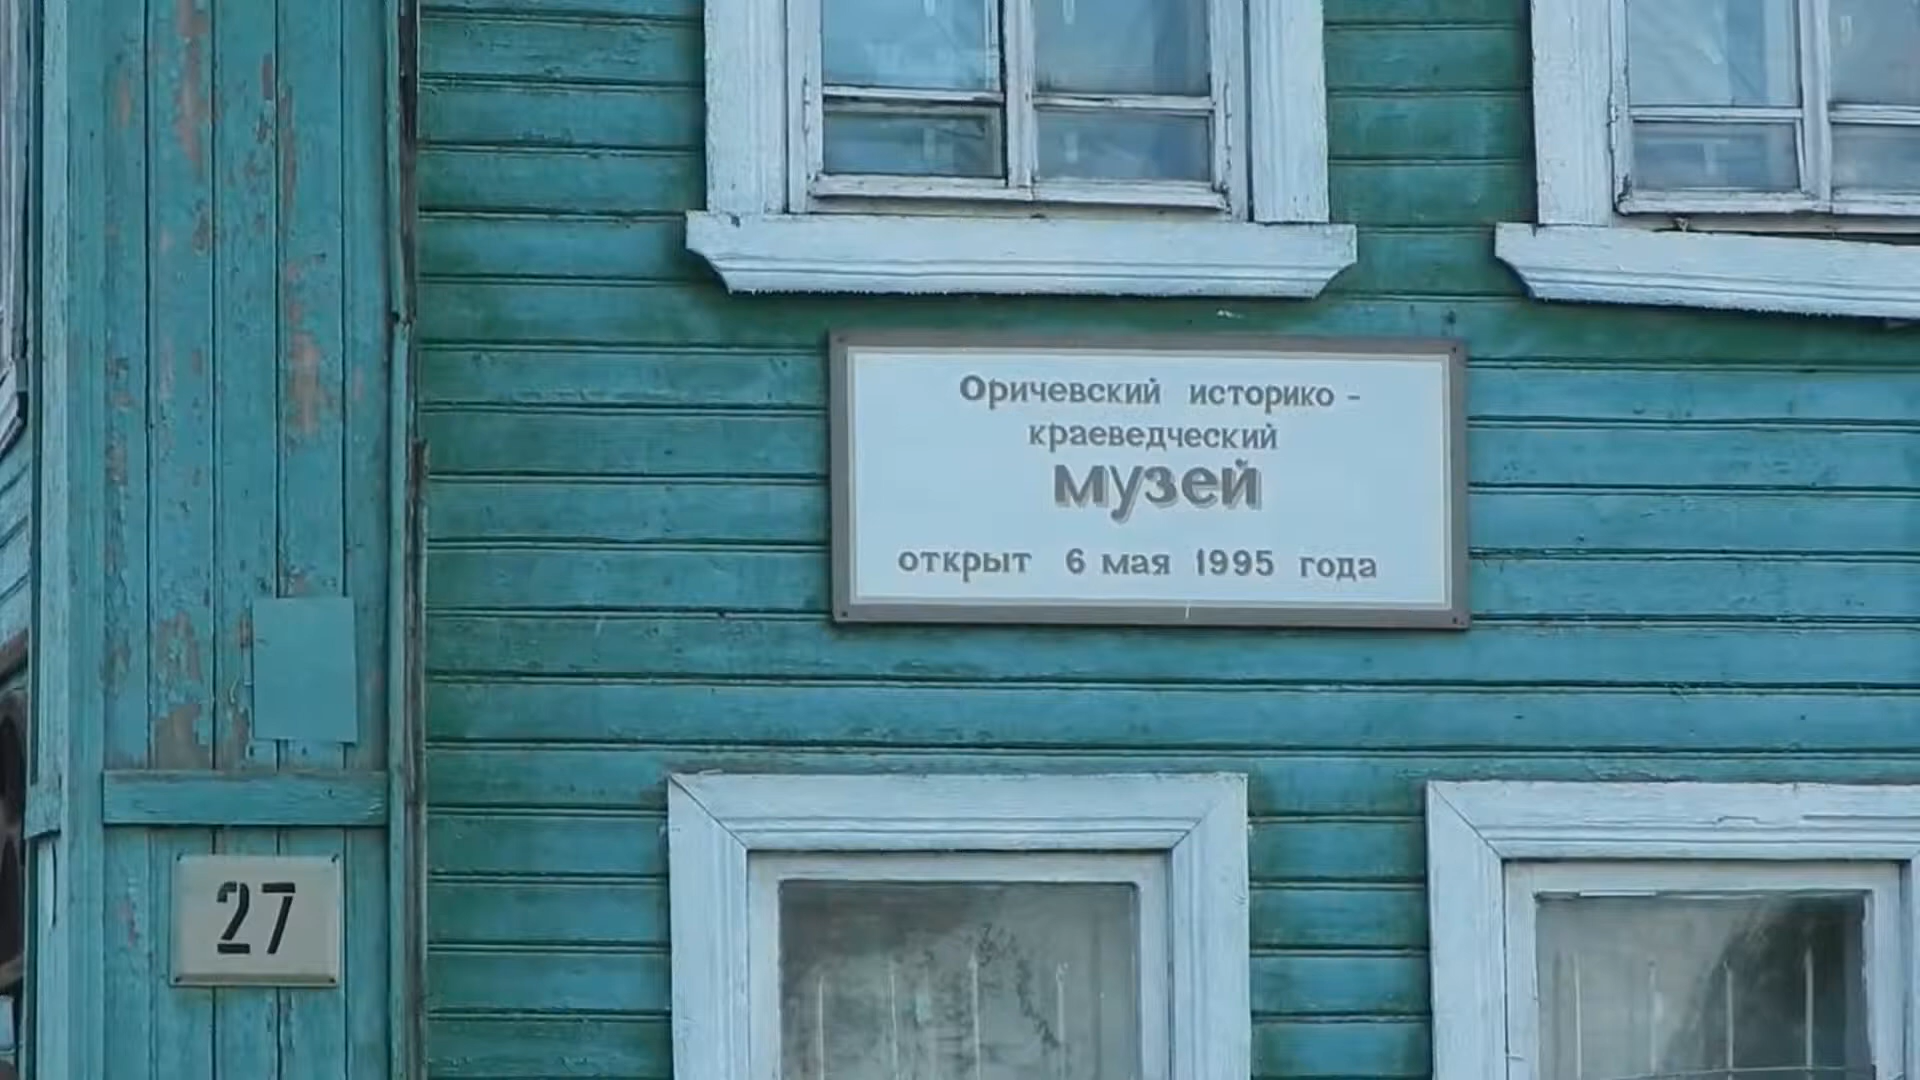 Оричевский историко -
краеведческий
музей
открыт 6 мая 1995 года
27